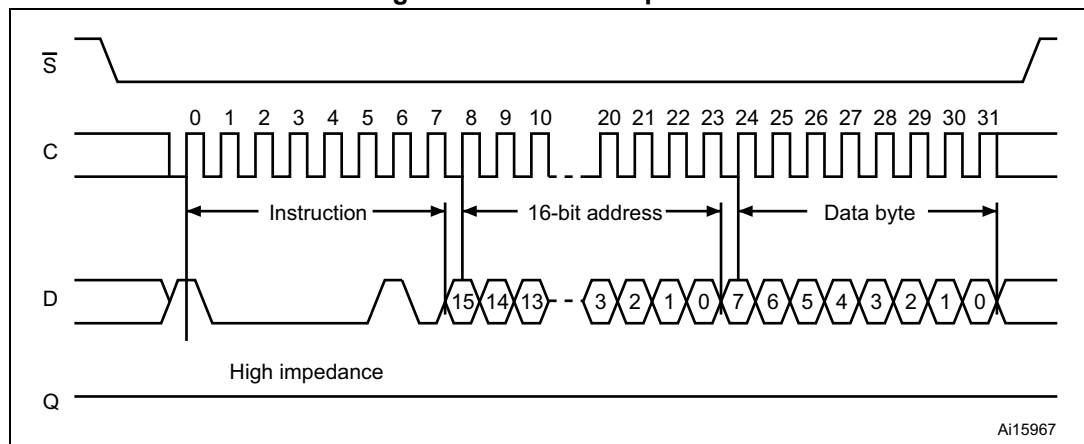 S
0 1 2 3 4 5 6 7 8 9 10 20 21 22 23 24 25 26 27 28 29 30 31
C
Instruction 16-bit address Data byte
D 15 14 13 3 2 1 0 7 6 5 4 3 2 1 0
High impedance
Q
Ai15967